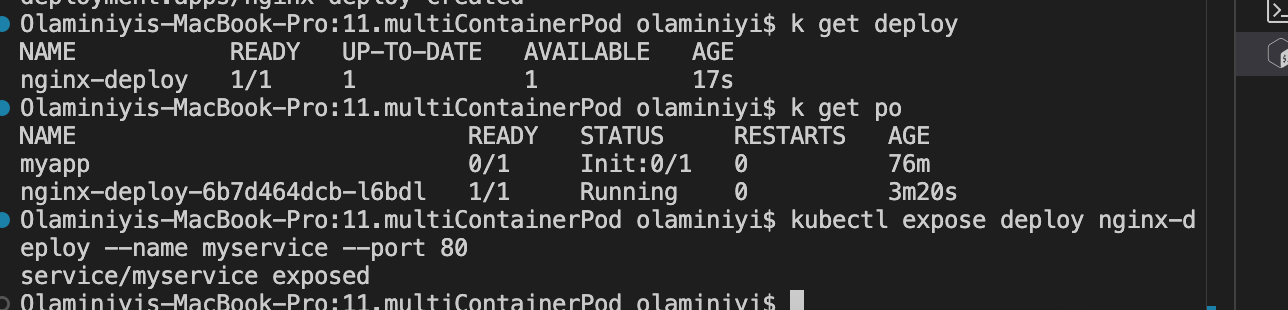 deployment.apps/nginx-deploy created
Olaminiyis-MacBook-Pro:11.multiContainerPod olaminiyi$ k get deploy
NAME           READY   UP-TO-DATE   AVAILABLE   AGE
nginx-deploy   1/1     1            1           17s
Olaminiyis-MacBook-Pro:11.multiContainerPod olaminiyi$ k get po
NAME                            READY   STATUS     RESTARTS   AGE
myapp                           0/1     Init:0/1   0          76m
nginx-deploy-6b7d464dcb-l6bdl   1/1     Running    0          3m20s
Olaminiyis-MacBook-Pro:11.multiContainerPod olaminiyi$ kubectl expose deploy nginx-d
eploy --name myservice --port 80
service/myservice exposed
Olaminiyis-MacBook-Pro:11.multiContainerPod olaminiyi$